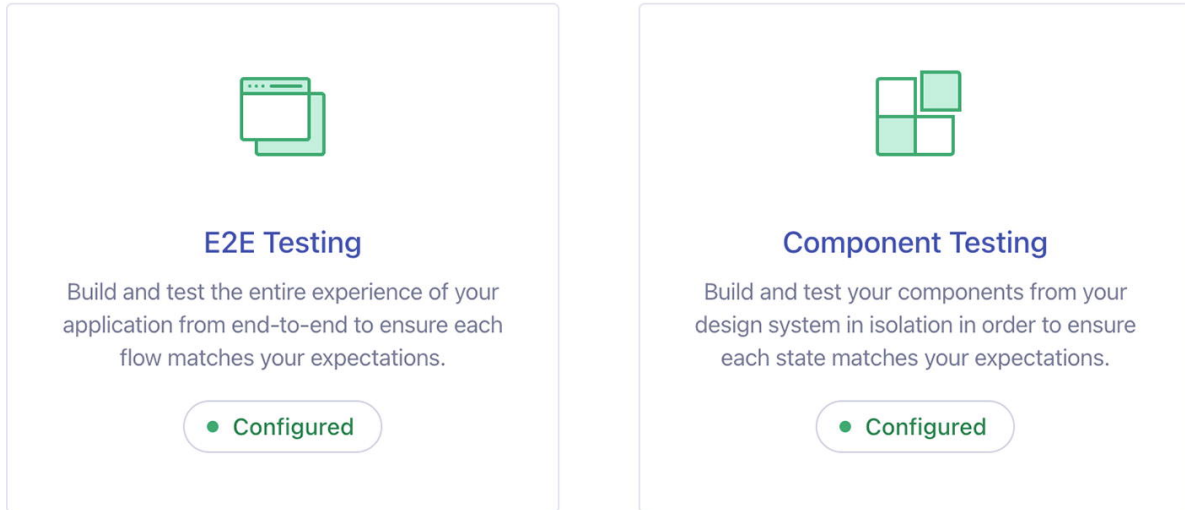 E2E Testing
Build and test the entire experience of your
application from end-to-end to ensure each
flow matches your expectations.
Configured
Component Testing
Build and test your components from your
design system in isolation in order to ensure
each state matches your expectations.
Configured